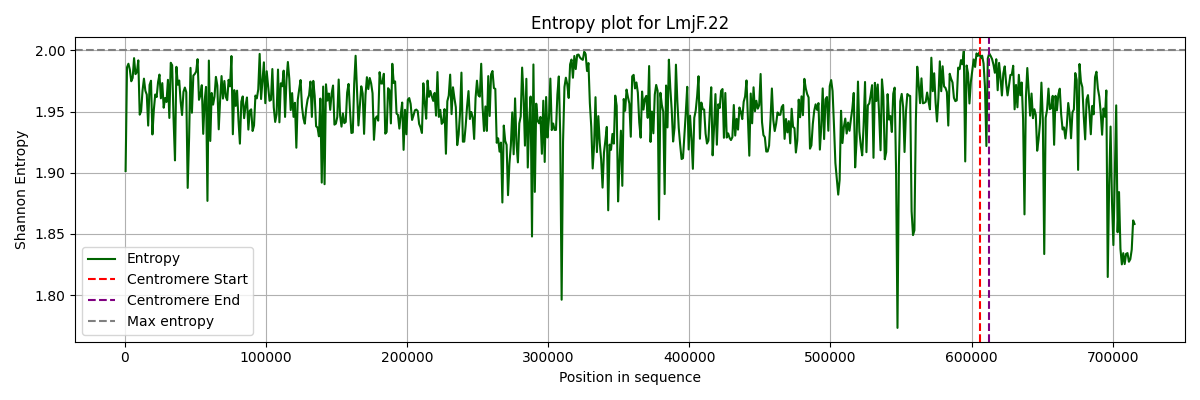 Entropy plot for LmjF.22
Shannon Entropy
2.00
1.95
1.90
1.85
1.80
Entropy
Centromere Start
Centromere End
Max entropy
0
100000
200000
300000
400000
500000
600000
700000
Position in sequence